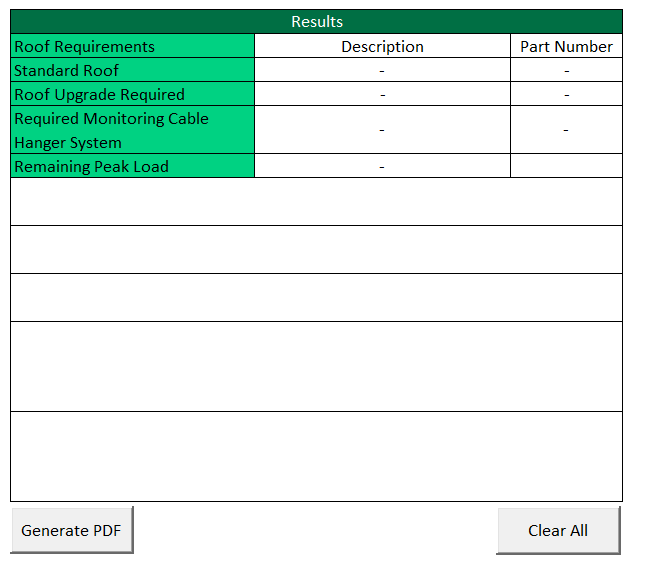 Results
Roof Requirements Description Part Number
Standard Roof - -
Roof Upgrade Required - -
Required Monitoring Cable
Hanger System - -
Remaining Peak Load -
Generate PDF Clear All